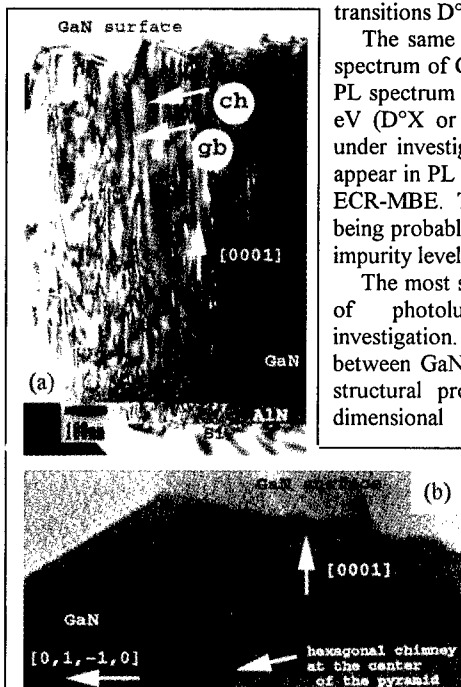 GaN surface
ch
gb
[0001]
GaN
(a)
AlN
GaN surface
(b)
[0001]
GaN
[0,1,-1,0]
hexagonal chimney
at the center
of the pyramid
transitions D°
The same
spectrum of
PL spectrum
eV (D°X or
under investig
appear in PL
ECR-MBE.
being probabl
impurity level
The most s
of photolu
investigation.
between GaN
structural pro
dimensional